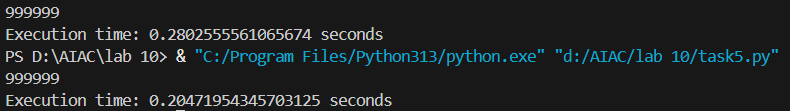 999999
Execution time: 0.2802555561065674 seconds
PS D:\AIAC\lab 10> & "C:/Program Files/Python313/python.exe" "d:/AIAC/lab 10/task5.py"
999999
Execution time: 0.20471954345703125 seconds